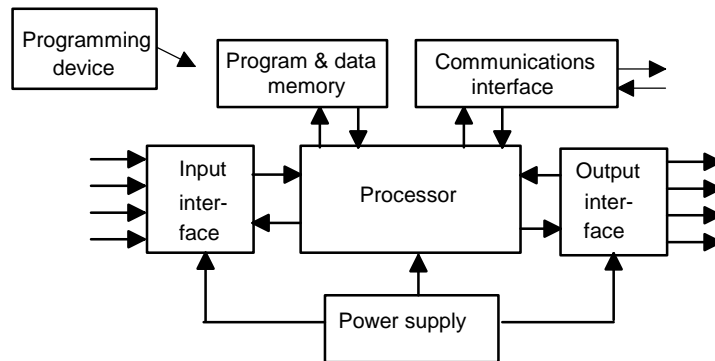 Programming
device
Program & data
memory
Communications
interface
Input
inter-
face
Processor
Output
inter-
face
Power supply